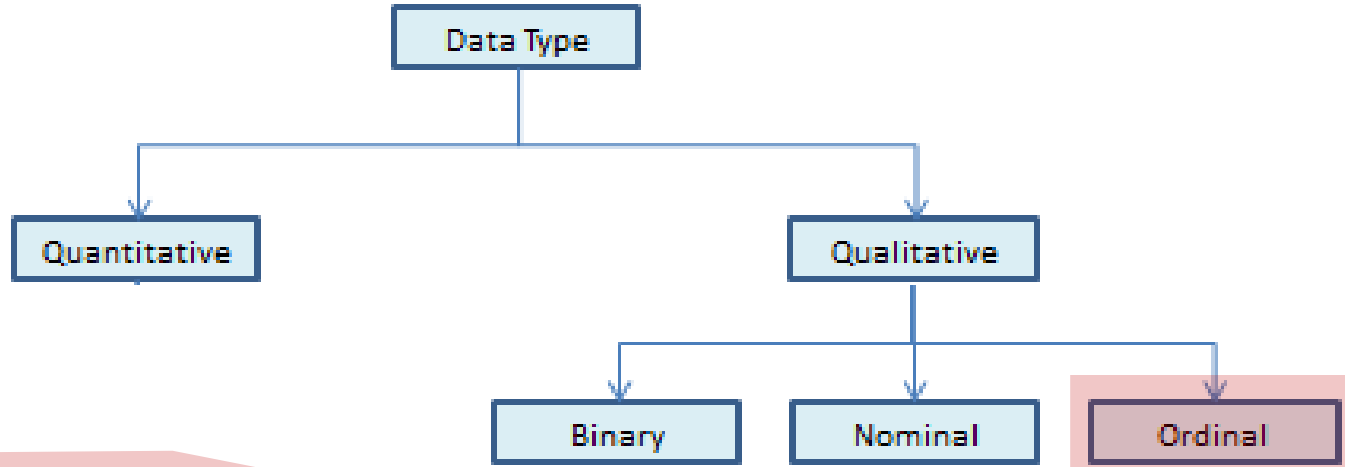 Data Type
Quantitative
Qualitative
Binary
Nominal
Ordinal